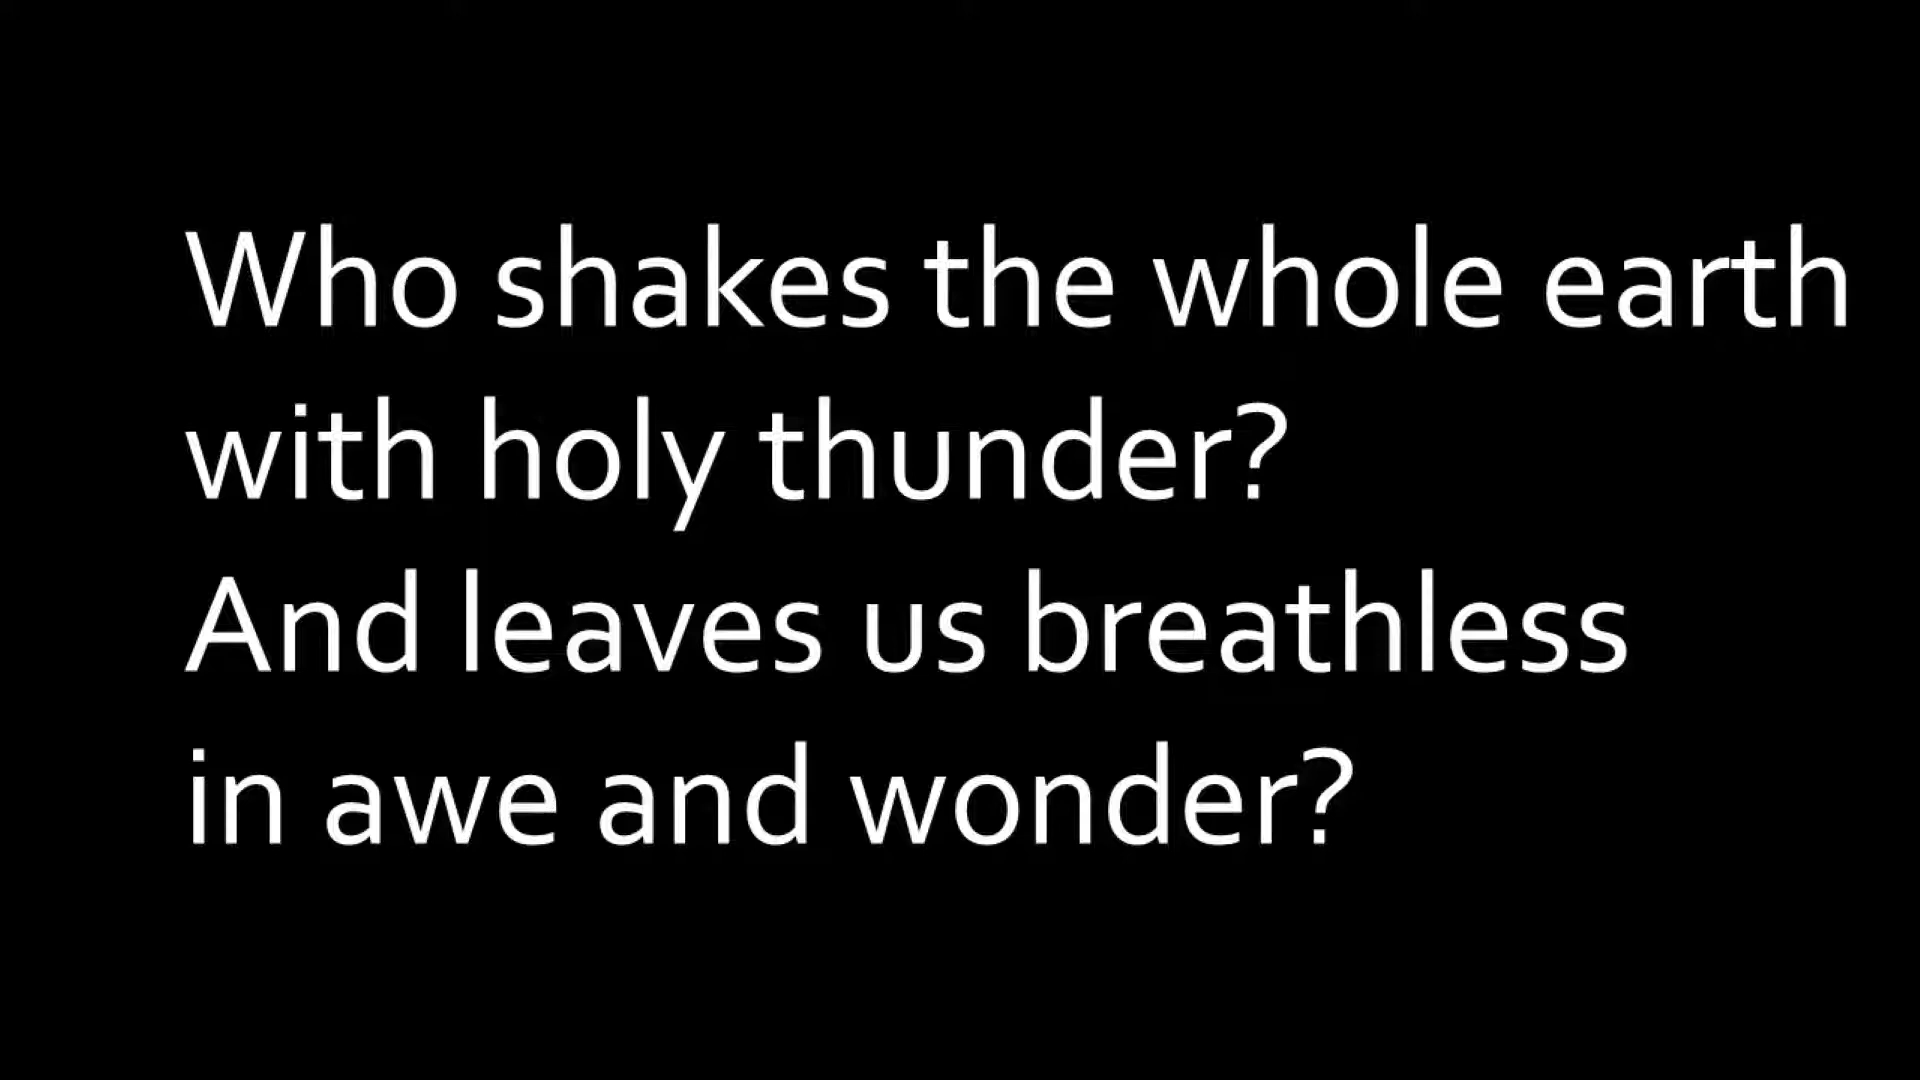 Who shakes the whole earth
with holy thunder?
And leaves us breathless
in awe and wonder?